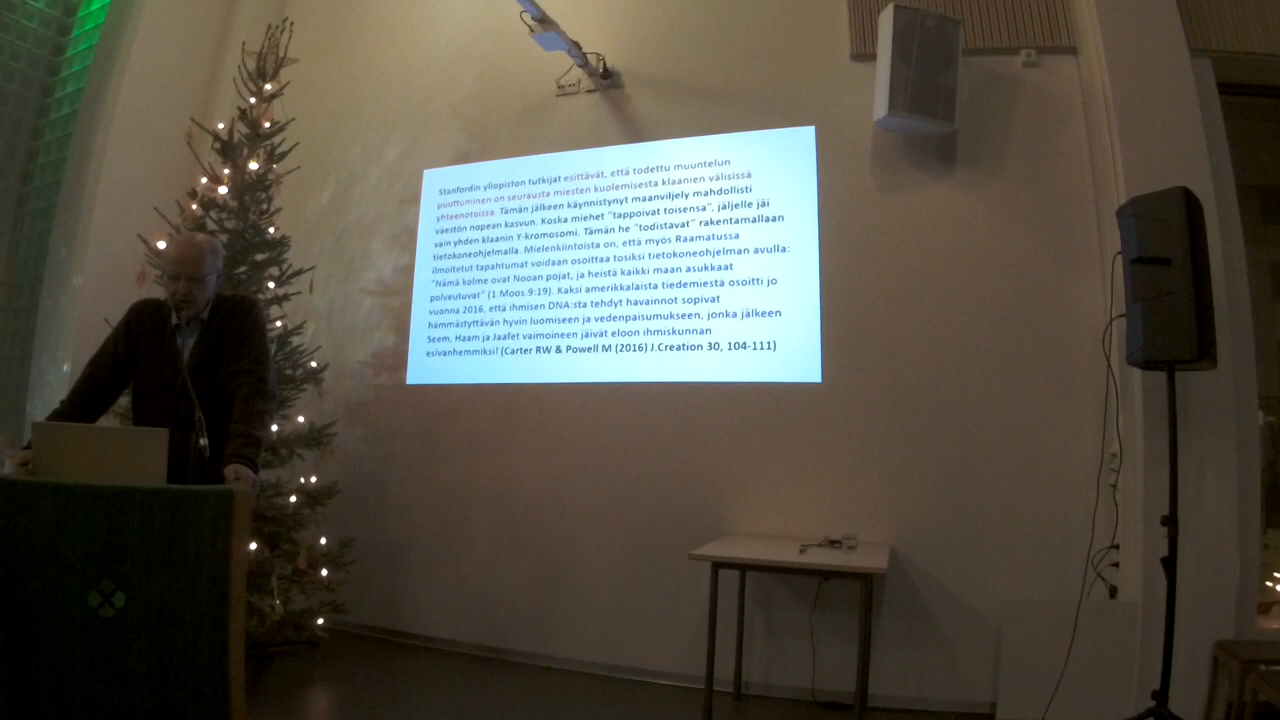 Stanfordin yliopiston tutkijat esittävät, että todettu muuntelun
puuttuminen on seurausta miesten kuolemisesta klaanien välisissä
yhteenotoissa. Tämän jälkeen käynnistynyt maanviljely mahdollisti
väestön nopean kasvun. Koska miehet ”tappoivat toisensa”, jäljelle jäi
vain yhden klaanin Y-kromosomi. Tämän he ”todistavat” rakentamallaan
tietokoneohjelmalla. Mielenkiintoista on, että myös Raamatussa
ilmoitetut tapahtumat voidaan osoittaa tosiksi tietokoneohjelman avulla:
”Nämä kolme ovat Nooan pojat, ja heistä kaikki maan asukkaat
polveutuvat” (1.Moos.9:19). Kaksi amerikkalaista tiedemiestä osoitti jo
vuonna 2016, että ihmisen DNA:sta tehdyt havainnot sopivat
hämmästyttävän hyvin luomiseen ja vedenpaisumukseen, jonka jälkeen
Seem, Haam ja Jaafet vaimoineen jäivät eloon ihmiskunnan
esivanhemmiksi! (Carter RW & Powell M (2016) J.Creation 30, 104-111)